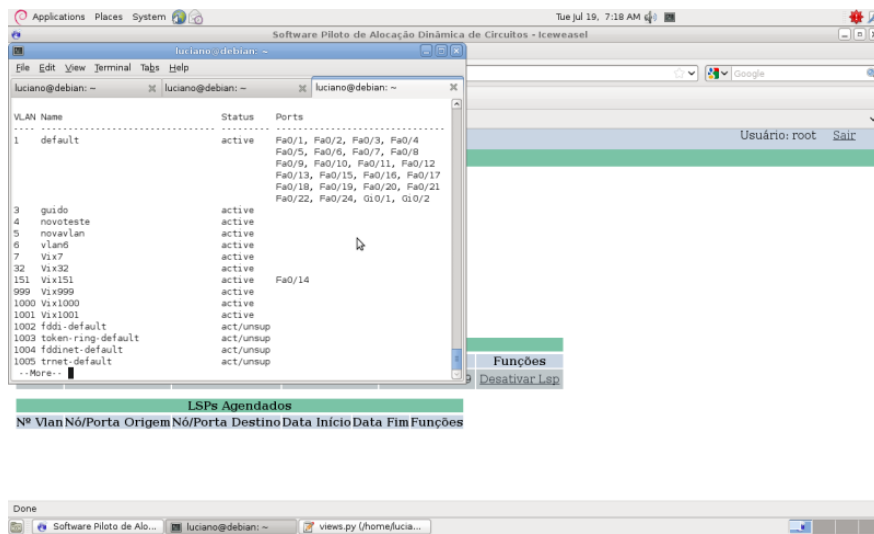 Applications Places System Tue Jul 19, 7:18 AM
Software Piloto de Alocação Dinâmica de Circuitos - Iceweasel
luciano@debian: ~
File Edit View Terminal Tabs Help
luciano@debian: ~ luciano@debian: ~ luciano@debian: ~
Google
Usuário: root Sair
VLAN Name Status Ports
---- -------------------------------- --------- -------------------------------
1 default active Fa0/1, Fa0/2, Fa0/3, Fa0/4
Fa0/5, Fa0/6, Fa0/7, Fa0/8
Fa0/9, Fa0/10, Fa0/11, Fa0/12
Fa0/13, Fa0/15, Fa0/16, Fa0/17
Fa0/18, Fa0/19, Fa0/20, Fa0/21
Fa0/22, Fa0/24, Gi0/1, Gi0/2
3 guido active
4 novoteste active
5 novavlan active
6 vlan6 active
7 Vix7 active
32 Vix32 active
151 Vix151 active Fa0/14
999 Vix999 active
1000 Vix1000 active
1001 Vix1001 active
1002 fddi-default act/unsup
1003 token-ring-default act/unsup
1004 fddinet-default act/unsup
1005 trnet-default act/unsup
--More--
Funções
9 Desativar Lsp
LSPs Agendados
Nº Vlan Nó/Porta Origem Nó/Porta Destino Data Início Data Fim Funções
Done
Software Piloto de Alo... luciano@debian: ~ views.py (/home/lucia...